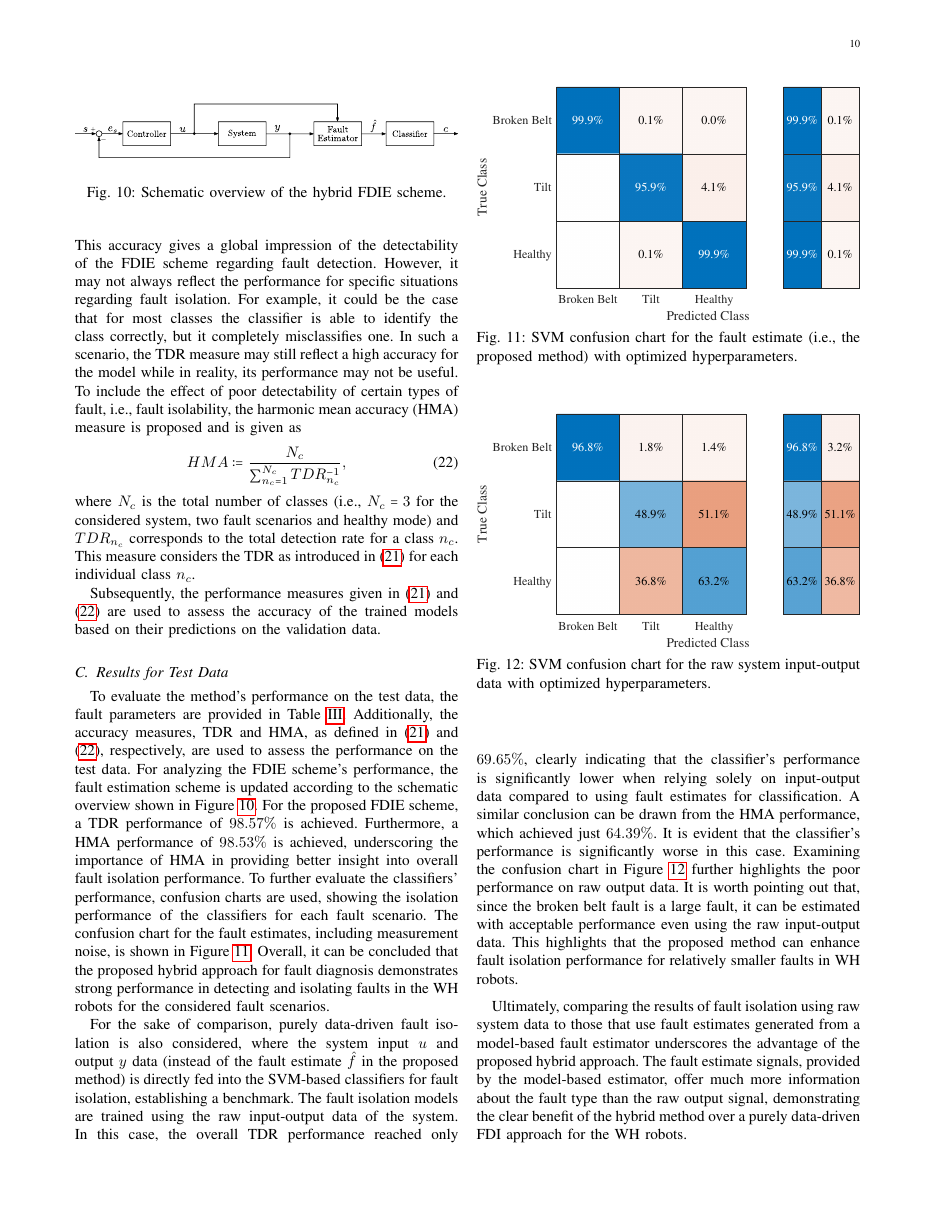 10
s + e_s Controller u System y Fault Estimator f̂ Classifier c
−
Fig. 10: Schematic overview of the hybrid FDIE scheme.
This accuracy gives a global impression of the detectability
of the FDIE scheme regarding fault detection. However, it
may not always reflect the performance for specific situations
regarding fault isolation. For example, it could be the case
that for most classes the classifier is able to identify the
class correctly, but it completely misclassifies one. In such a
scenario, the TDR measure may still reflect a high accuracy for
the model while in reality, its performance may not be useful.
To include the effect of poor detectability of certain types of
fault, i.e., fault isolability, the harmonic mean accuracy (HMA)
measure is proposed and is given as
HMA ≔ N_c / ∑_{n_c=1}^{N_c} TDR_{n_c}^{-1}, (22)
where N_c is the total number of classes (i.e., N_c = 3 for the
considered system, two fault scenarios and healthy mode) and
TDR_{n_c} corresponds to the total detection rate for a class n_c.
This measure considers the TDR as introduced in (21) for each
individual class n_c.
Subsequently, the performance measures given in (21) and
(22) are used to assess the accuracy of the trained models
based on their predictions on the validation data.
C. Results for Test Data
To evaluate the method's performance on the test data, the
fault parameters are provided in Table III. Additionally, the
accuracy measures, TDR and HMA, as defined in (21) and
(22), respectively, are used to assess the performance on the
test data. For analyzing the FDIE scheme's performance, the
fault estimation scheme is updated according to the schematic
overview shown in Figure 10. For the proposed FDIE scheme,
a TDR performance of 98.57% is achieved. Furthermore, a
HMA performance of 98.53% is achieved, underscoring the
importance of HMA in providing better insight into overall
fault isolation performance. To further evaluate the classifiers'
performance, confusion charts are used, showing the isolation
performance of the classifiers for each fault scenario. The
confusion chart for the fault estimates, including measurement
noise, is shown in Figure 11. Overall, it can be concluded that
the proposed hybrid approach for fault diagnosis demonstrates
strong performance in detecting and isolating faults in the WH
robots for the considered fault scenarios.
For the sake of comparison, purely data-driven fault iso-
lation is also considered, where the system input u and
output y data (instead of the fault estimate f̂ in the proposed
method) is directly fed into the SVM-based classifiers for fault
isolation, establishing a benchmark. The fault isolation models
are trained using the raw input-output data of the system.
In this case, the overall TDR performance reached only
True Class
Broken Belt 99.9% 0.1% 0.0% 99.9% 0.1%
Tilt 95.9% 4.1% 95.9% 4.1%
Healthy 0.1% 99.9% 99.9% 0.1%
Broken Belt Tilt Healthy
Predicted Class
Fig. 11: SVM confusion chart for the fault estimate (i.e., the
proposed method) with optimized hyperparameters.
True Class
Broken Belt 96.8% 1.8% 1.4% 96.8% 3.2%
Tilt 48.9% 51.1% 48.9% 51.1%
Healthy 36.8% 63.2% 63.2% 36.8%
Broken Belt Tilt Healthy
Predicted Class
Fig. 12: SVM confusion chart for the raw system input-output
data with optimized hyperparameters.
69.65%, clearly indicating that the classifier's performance
is significantly lower when relying solely on input-output
data compared to using fault estimates for classification. A
similar conclusion can be drawn from the HMA performance,
which achieved just 64.39%. It is evident that the classifier's
performance is significantly worse in this case. Examining
the confusion chart in Figure 12 further highlights the poor
performance on raw output data. It is worth pointing out that,
since the broken belt fault is a large fault, it can be estimated
with acceptable performance even using the raw input-output
data. This highlights that the proposed method can enhance
fault isolation performance for relatively smaller faults in WH
robots.
Ultimately, comparing the results of fault isolation using raw
system data to those that use fault estimates generated from a
model-based fault estimator underscores the advantage of the
proposed hybrid approach. The fault estimate signals, provided
by the model-based estimator, offer much more information
about the fault type than the raw output signal, demonstrating
the clear benefit of the hybrid method over a purely data-driven
FDI approach for the WH robots.